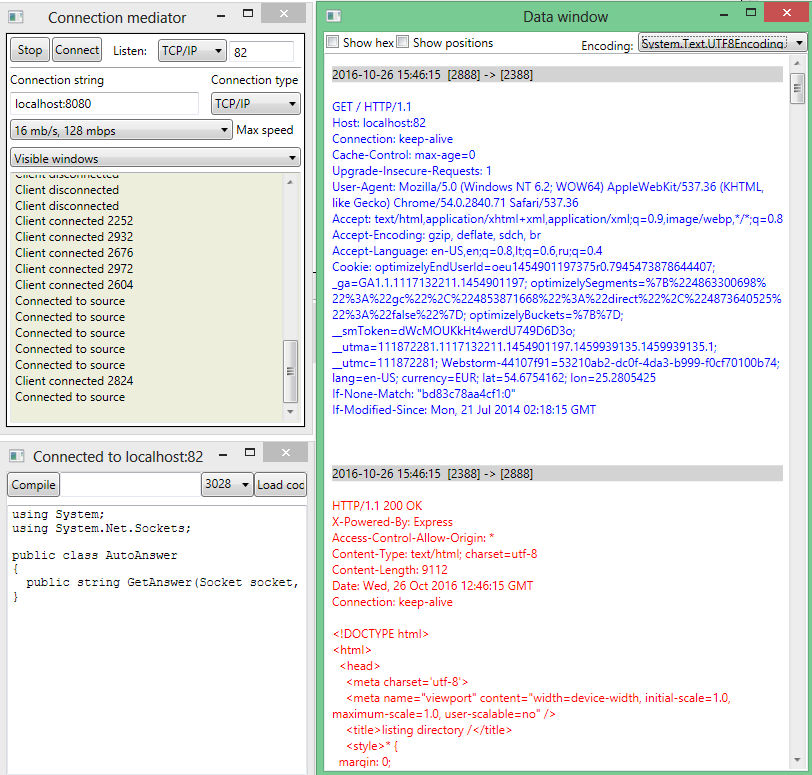 Connection mediator
Stop Connect Listen: TCP/IP 82
Connection string Connection type
localhost:8080 TCP/IP
16 mb/s, 128 mbps Max speed
Visible windows
Client disconnected
Client disconnected
Client disconnected
Client connected 2252
Client connected 2932
Client connected 2676
Client connected 2972
Client connected 2604
Connected to source
Connected to source
Connected to source
Connected to source
Connected to source
Client connected 2824
Connected to source
Connected to localhost:82
Compile 3028 Load coc
using System;
using System.Net.Sockets;
public class AutoAnswer
{
public string GetAnswer(Socket socket,
}
Data window
Show hex Show positions Encoding: System.Text.UTF8Encoding
2016-10-26 15:46:15 [2888] -> [2388]
GET / HTTP/1.1
Host: localhost:82
Connection: keep-alive
Cache-Control: max-age=0
Upgrade-Insecure-Requests: 1
User-Agent: Mozilla/5.0 (Windows NT 6.2; WOW64) AppleWebKit/537.36 (KHTML,
like Gecko) Chrome/54.0.2840.71 Safari/537.36
Accept: text/html,application/xhtml+xml,application/xml;q=0.9,image/webp,*/*;q=0.8
Accept-Encoding: gzip, deflate, sdch, br
Accept-Language: en-US,en;q=0.8,lt;q=0.6,ru;q=0.4
Cookie: optimizelyEndUserId=oeu1454901197375r0.7945473878644407;
_ga=GA1.1.1117132211.1454901197; optimizelySegments=%7B%224863300698%
22%3A%22gc%22%2C%224853871668%22%3A%22direct%22%2C%224873640525%
22%3A%22false%22%7D; optimizelyBuckets=%7B%7D;
__smToken=dWcMOUKkHt4werdU749D6D3o;
__utma=111872281.1117132211.1454901197.1459939135.1459939135.1;
__utmc=111872281; Webstorm-44107f91=53210ab2-dc0f-4da3-b999-f0cf70100b74;
lang=en-US; currency=EUR; lat=54.6754162; lon=25.2805425
If-None-Match: "bd83c78aa4cf1:0"
If-Modified-Since: Mon, 21 Jul 2014 02:18:15 GMT
2016-10-26 15:46:15 [2388] -> [2888]
HTTP/1.1 200 OK
X-Powered-By: Express
Access-Control-Allow-Origin: *
Content-Type: text/html; charset=utf-8
Content-Length: 9112
Date: Wed, 26 Oct 2016 12:46:15 GMT
Connection: keep-alive
<!DOCTYPE html>
<html>
<head>
<meta charset='utf-8'>
<meta name="viewport" content="width=device-width, initial-scale=1.0,
maximum-scale=1.0, user-scalable=no" />
<title>listing directory /</title>
<style>* {
margin: 0;